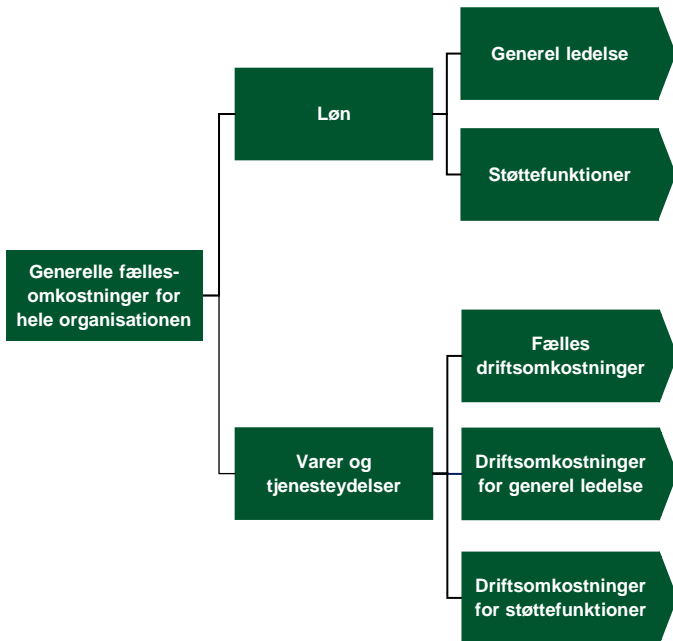 Generel ledelse
Løn
Støttefunktioner
Generelle fælles-
omkostninger for
hele organisationen
Fælles
driftsomkostninger
Varer og
tjenesteydelser
Driftsomkostninger
for generel ledelse
Driftsomkostninger
for støttefunktioner